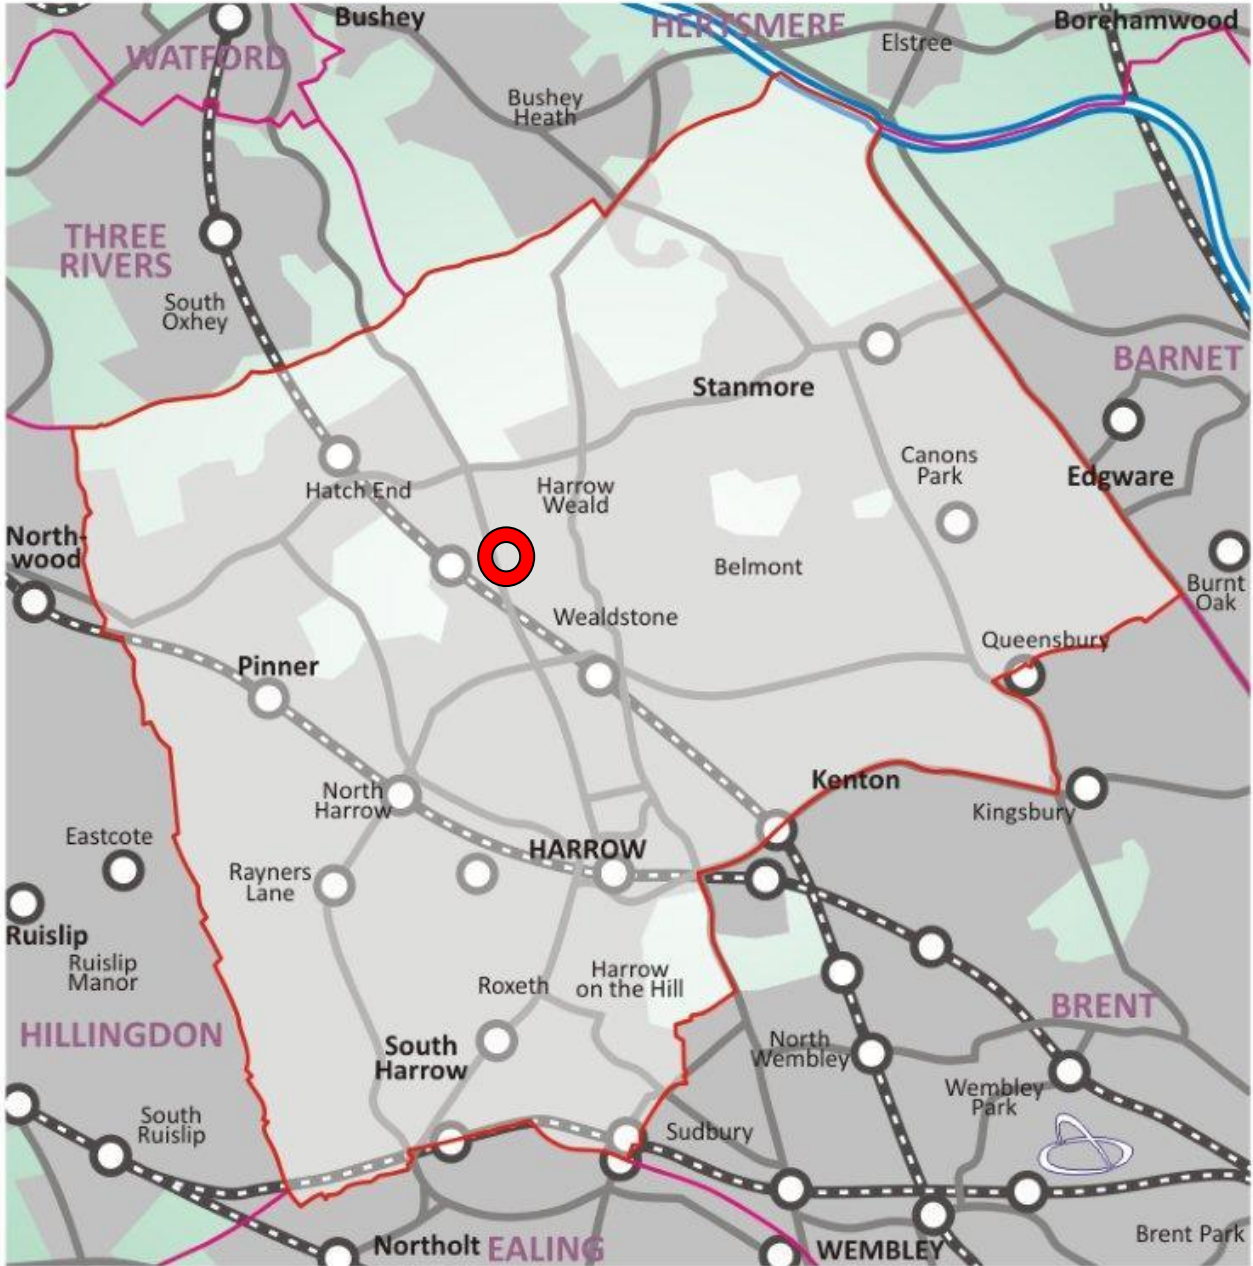 Bushey
HERTSMERE
Borehamwood
WATFORD
Elstree
Bushey
Heath
THREE
RIVERS
South
Oxhey
BARNET
Stanmore
Canons
Park
Edgware
Hatch End
Harrow
Weald
North-
wood
Belmont
Burnt
Oak
Wealdstone
Queensbury
Pinner
Kenton
North
Harrow
Kingsbury
Eastcote
HARROW
Rayners
Lane
Ruislip
Ruislip
Manor
Roxeth
Harrow
on the Hill
HILLINGDON
BRENT
South
Harrow
North
Wembley
Wembley
Park
South
Ruislip
Sudbury
Brent Park
Northolt
EALING
WEMBLEY